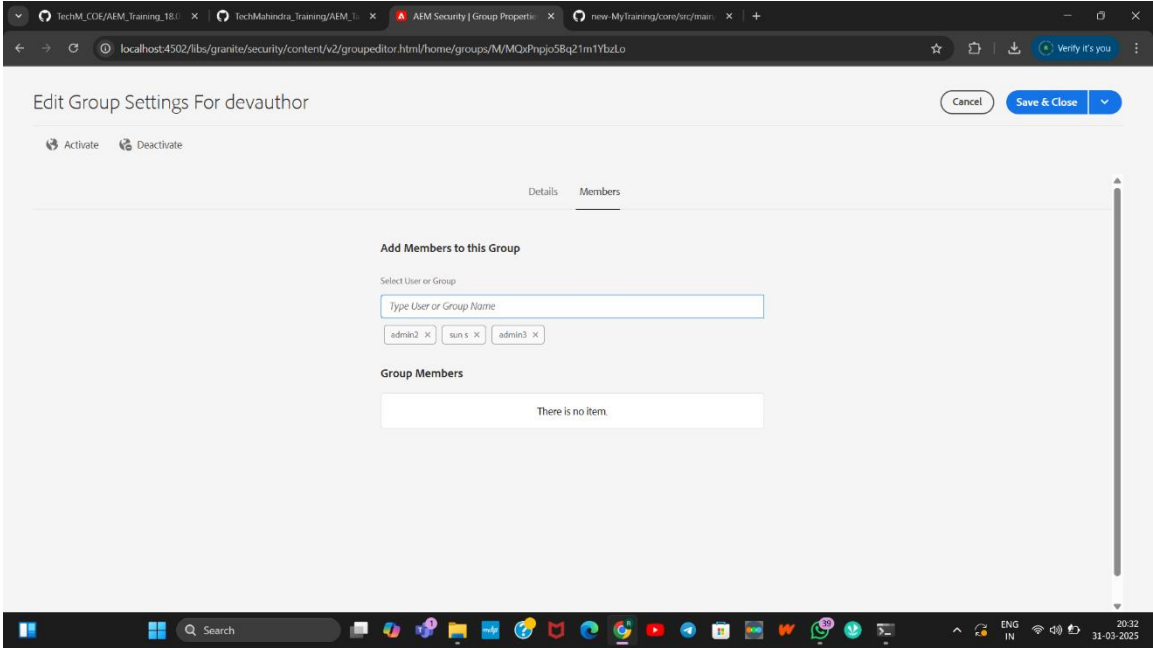 TechM_COE/AEM_Training_18.0
TechMahindra_Training/AEM_Tr
AEM Security | Group Propertie
new-MyTraining/core/src/main/
localhost:4502/libs/granite/security/content/v2/groupeditor.html/home/groups/M/MQxPnpjo5Bq21m1YbzLo
Verify it's you
Edit Group Settings For devauthor
Cancel
Save & Close
Activate
Deactivate
Details
Members
Add Members to this Group
Select User or Group
Type User or Group Name
admin2 × sun s × admin3 ×
Group Members
There is no item.
Search
39
ENG
IN
20:32
31-03-2025